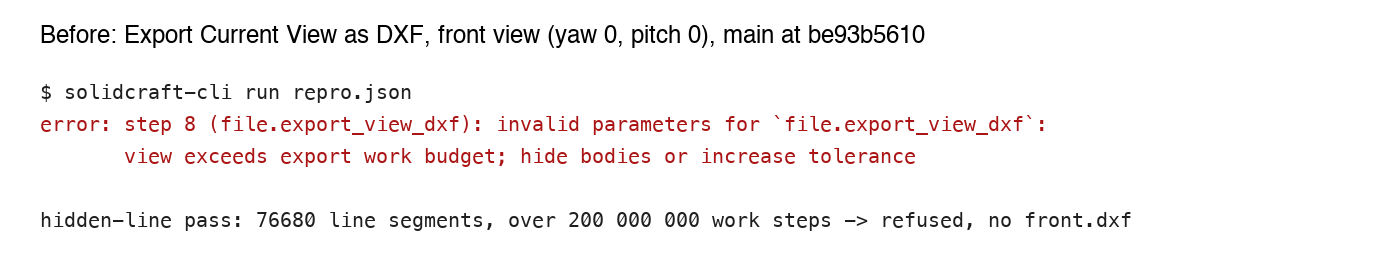 Before: Export Current View as DXF, front view (yaw 0, pitch 0), main at be93b5610
$ solidcraft-cli run repro.json
error: step 8 (file.export_view_dxf): invalid parameters for `file.export_view_dxf`:
view exceeds export work budget; hide bodies or increase tolerance
hidden-line pass: 76680 line segments, over 200 000 000 work steps -> refused, no front.dxf